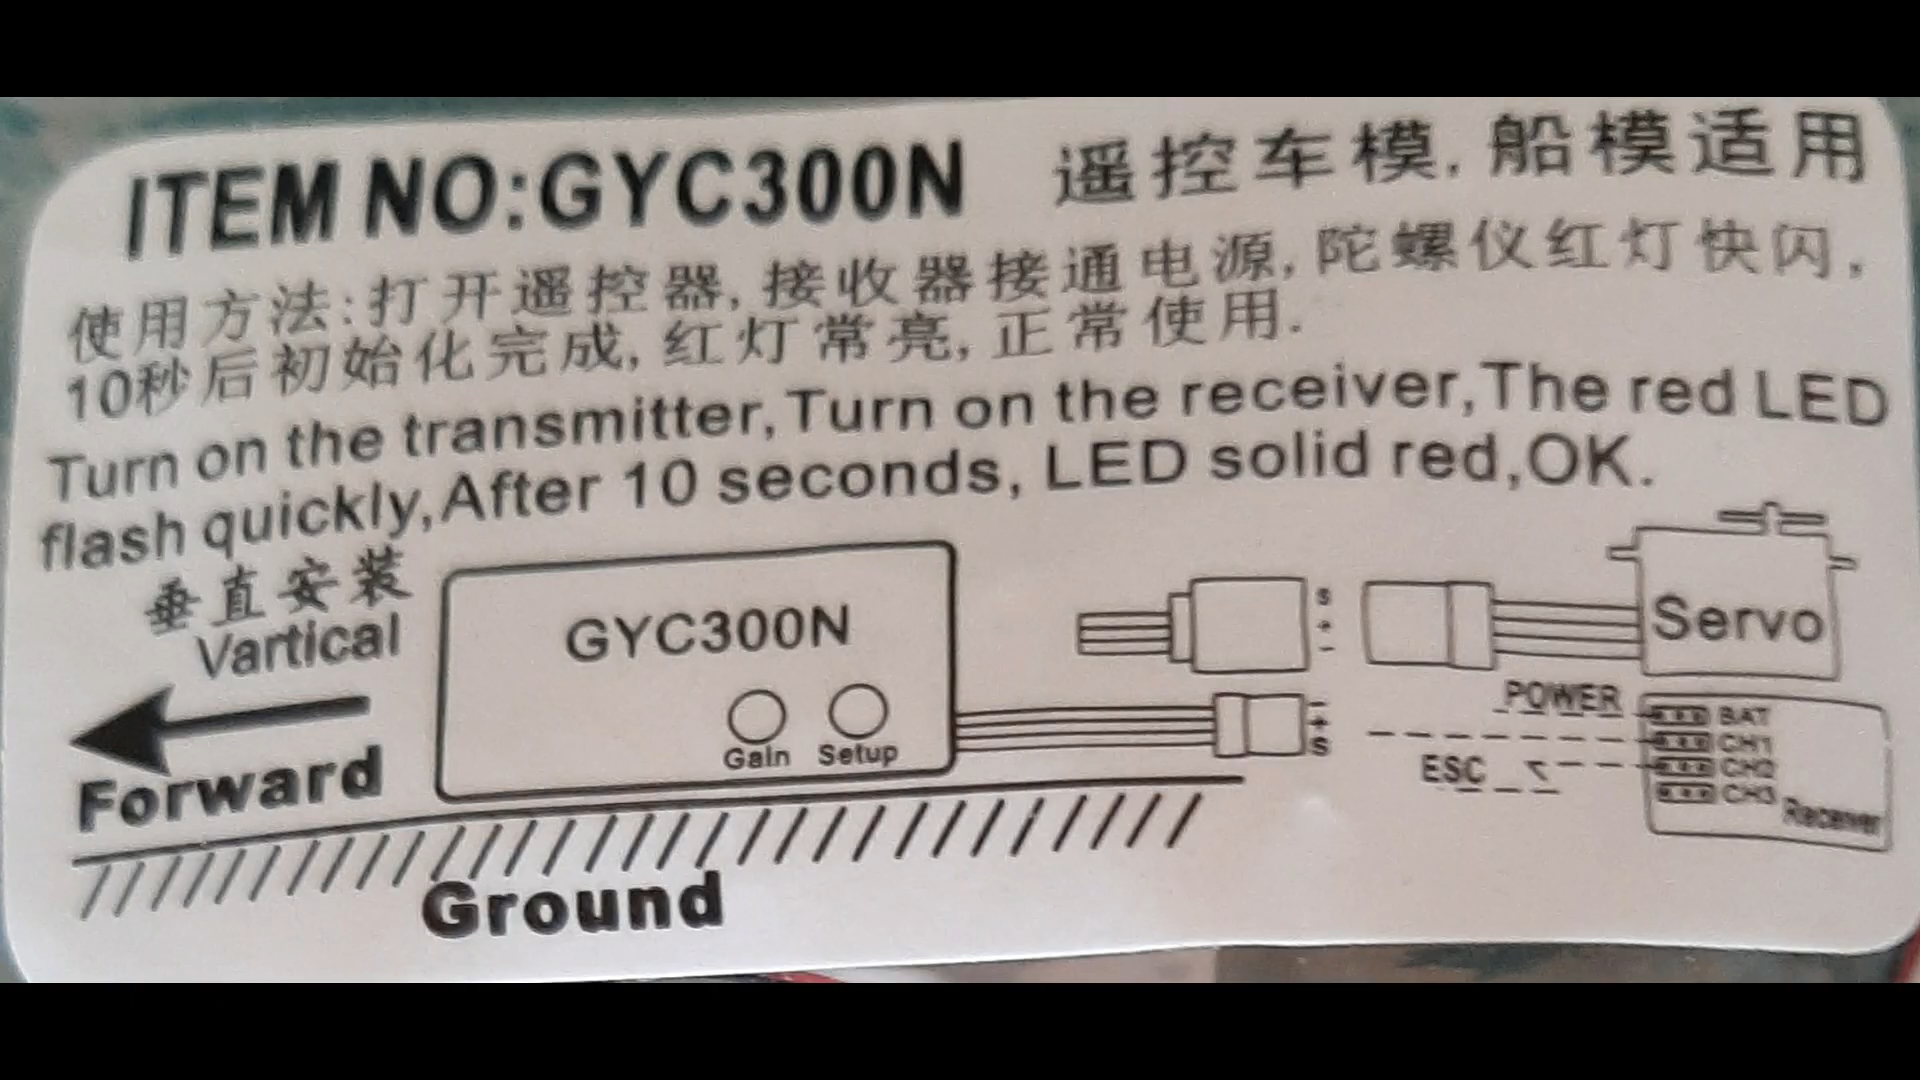 ITEM NO:GYC300N 遥控车模,船模适用
使用方法:打开遥控器,接收器接通电源,陀螺仪红灯快闪,
10秒后初始化完成,红灯常亮,正常使用.
Turn on the transmitter,Turn on the receiver,The red LED
flash quickly,After 10 seconds, LED solid red,OK.
垂直安装
Vartical
Forward
GYC300N
Gain Setup
Ground
S
+
-
Servo
-
+
S
POWER
ESC
BAT
CH1
CH2
CH3
Receiver